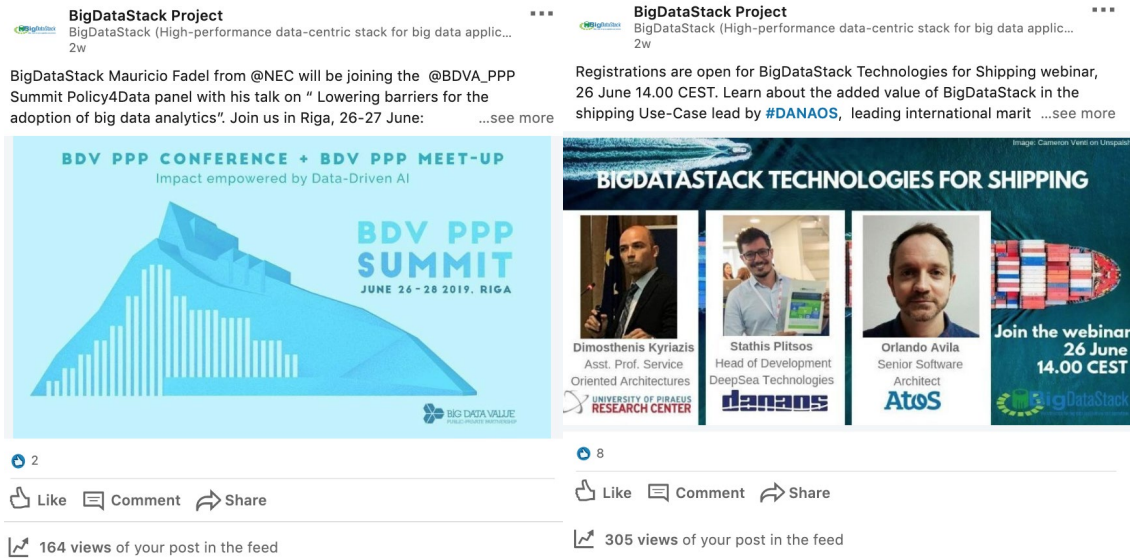 BigDataStack Project
BigDataStack (High-performance data-centric stack for big data applic...
2w
BigDataStack Mauricio Fadel from @NEC will be joining the @BDVA_PPP
Summit Policy4Data panel with his talk on “ Lowering barriers for the
adoption of big data analytics”. Join us in Riga, 26-27 June: ...see more
BDV PPP CONFERENCE + BDV PPP MEET-UP
Impact empowered by Data-Driven AI
BDV PPP
SUMMIT
JUNE 26-28 2019. RIGA
BIG DATA VALUE
PUBLIC-PRIVATE PARTNERSHIP
2
Like Comment Share
164 views of your post in the feed
BigDataStack Project
BigDataStack (High-performance data-centric stack for big data applic...
2w
Registrations are open for BigDataStack Technologies for Shipping webinar,
26 June 14.00 CEST. Learn about the added value of BigDataStack in the
shipping Use-Case lead by #DANAOS, leading international marit ...see more
Image: Cameron Venti on Unsplash
BIGDATASTACK TECHNOLOGIES FOR SHIPPING
Dimosthenis Kyriazis
Asst. Prof. Service
Oriented Architectures
UNIVERSITY OF PIRAEUS
RESEARCH CENTER
Stathis Plitsos
Head of Development
DeepSea Technologies
danaos
Orlando Avila
Senior Software
Architect
Atos
Join the webinar
26 June
14.00 CEST
BigDataStack
8
Like Comment Share
305 views of your post in the feed